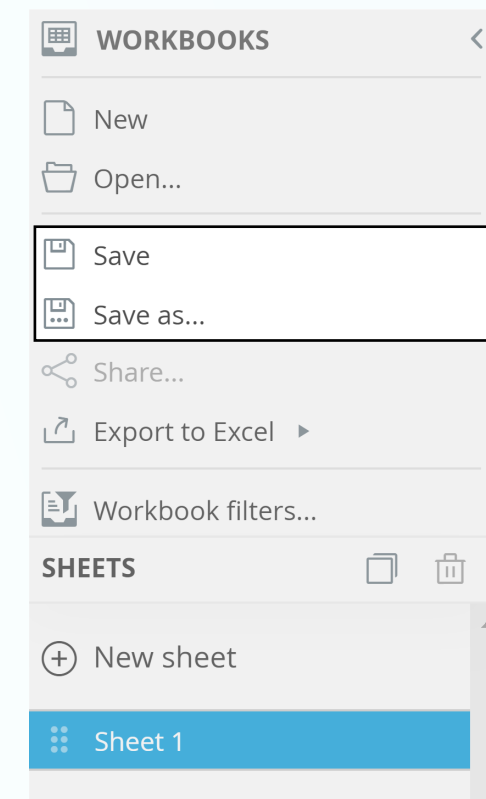 WORKBOOKS
New
Open...
Save
Save as...
Share...
Export to Excel
Workbook filters...
SHEETS
New sheet
Sheet 1